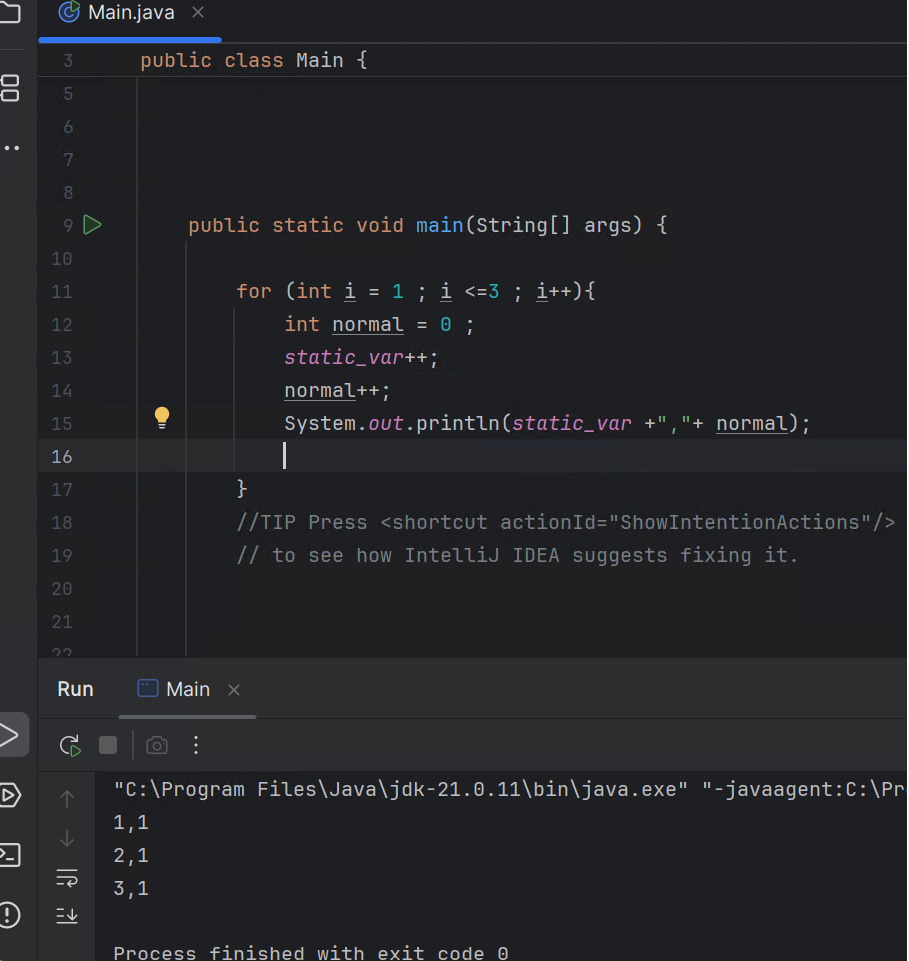 Main.java
3 public class Main {
5
6
7
8
9 public static void main(String[] args) {
10
11 for (int i = 1 ; i <=3 ; i++){
12 int normal = 0 ;
13 static_var++;
14 normal++;
15 System.out.println(static_var +","+ normal);
16
17 }
18 //TIP Press <shortcut actionId="ShowIntentionActions"/>
19 // to see how IntelliJ IDEA suggests fixing it.
20
21
22
Run Main
"C:\Program Files\Java\jdk-21.0.11\bin\java.exe" "-javaagent:C:\Pr
1,1
2,1
3,1
Process finished with exit code 0